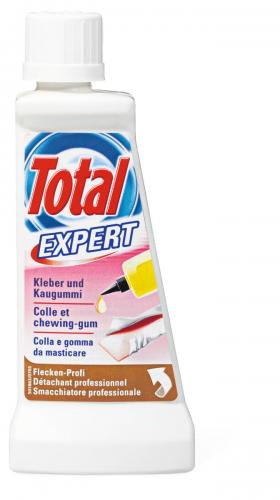 Total
EXPERT
Kleber und
Kaugummi
Colle et
chewing-gum
Colla e gomma
da masticare
Flecken-Profi
Détachant professionnel
Smacchiatore professionale